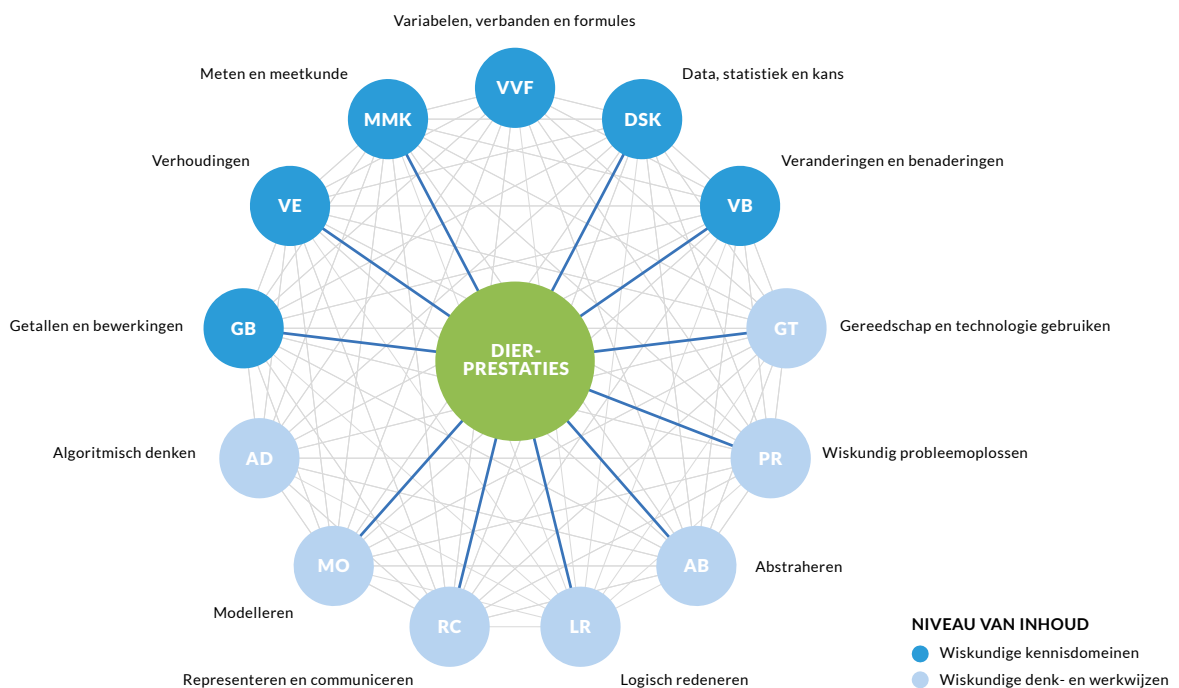 Variabelen, verbanden en formules
Meten en meetkunde
Data, statistiek en kans
VVF
MMK
DSK
Verhoudingen
Veranderingen en benaderingen
VE
VB
Getallen en bewerkingen
GB
GT
Gereedschap en technologie gebruiken
DIER-
PRESTATIES
Algoritmisch denken
AD
PR
Wiskundig probleemoplossen
MO
AB
Abstraheren
Modelleren
RC
LR
Representeren en communiceren
Logisch redeneren
NIVEAU VAN INHOUD
Wiskundige kennisdomeinen
Wiskundige denk- en werkwijzen